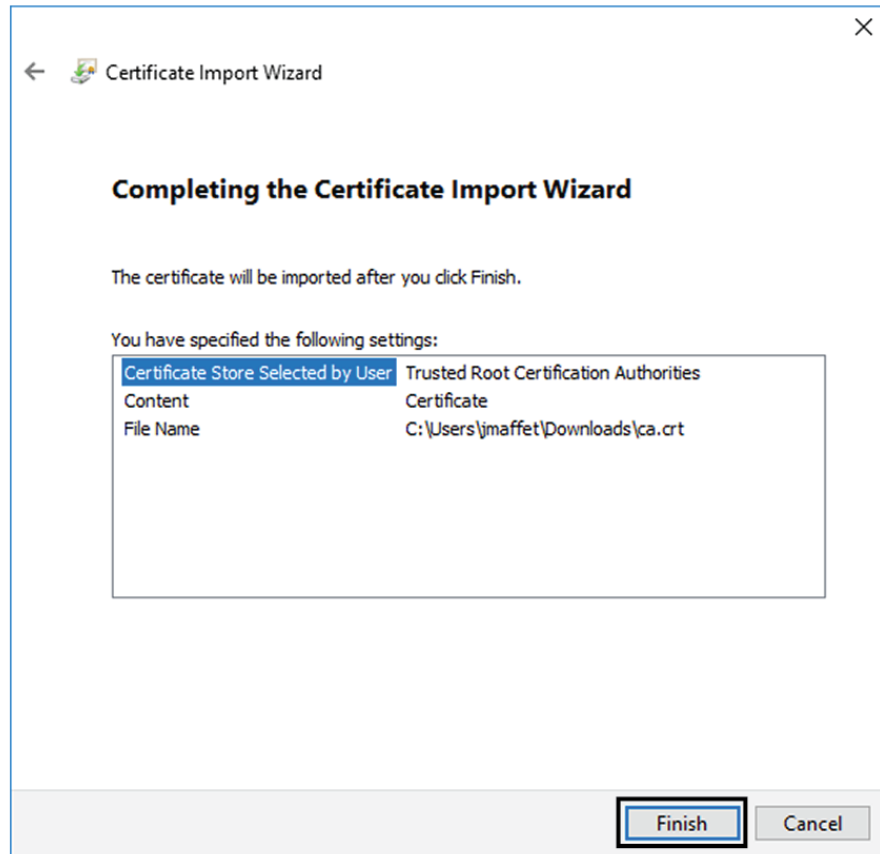 Certificate Import Wizard
Completing the Certificate Import Wizard
The certificate will be imported after you click Finish.
You have specified the following settings:
Certificate Store Selected by User Trusted Root Certification Authorities
Content Certificate
File Name C:\Users\jmaffet\Downloads\ca.crt
Finish Cancel